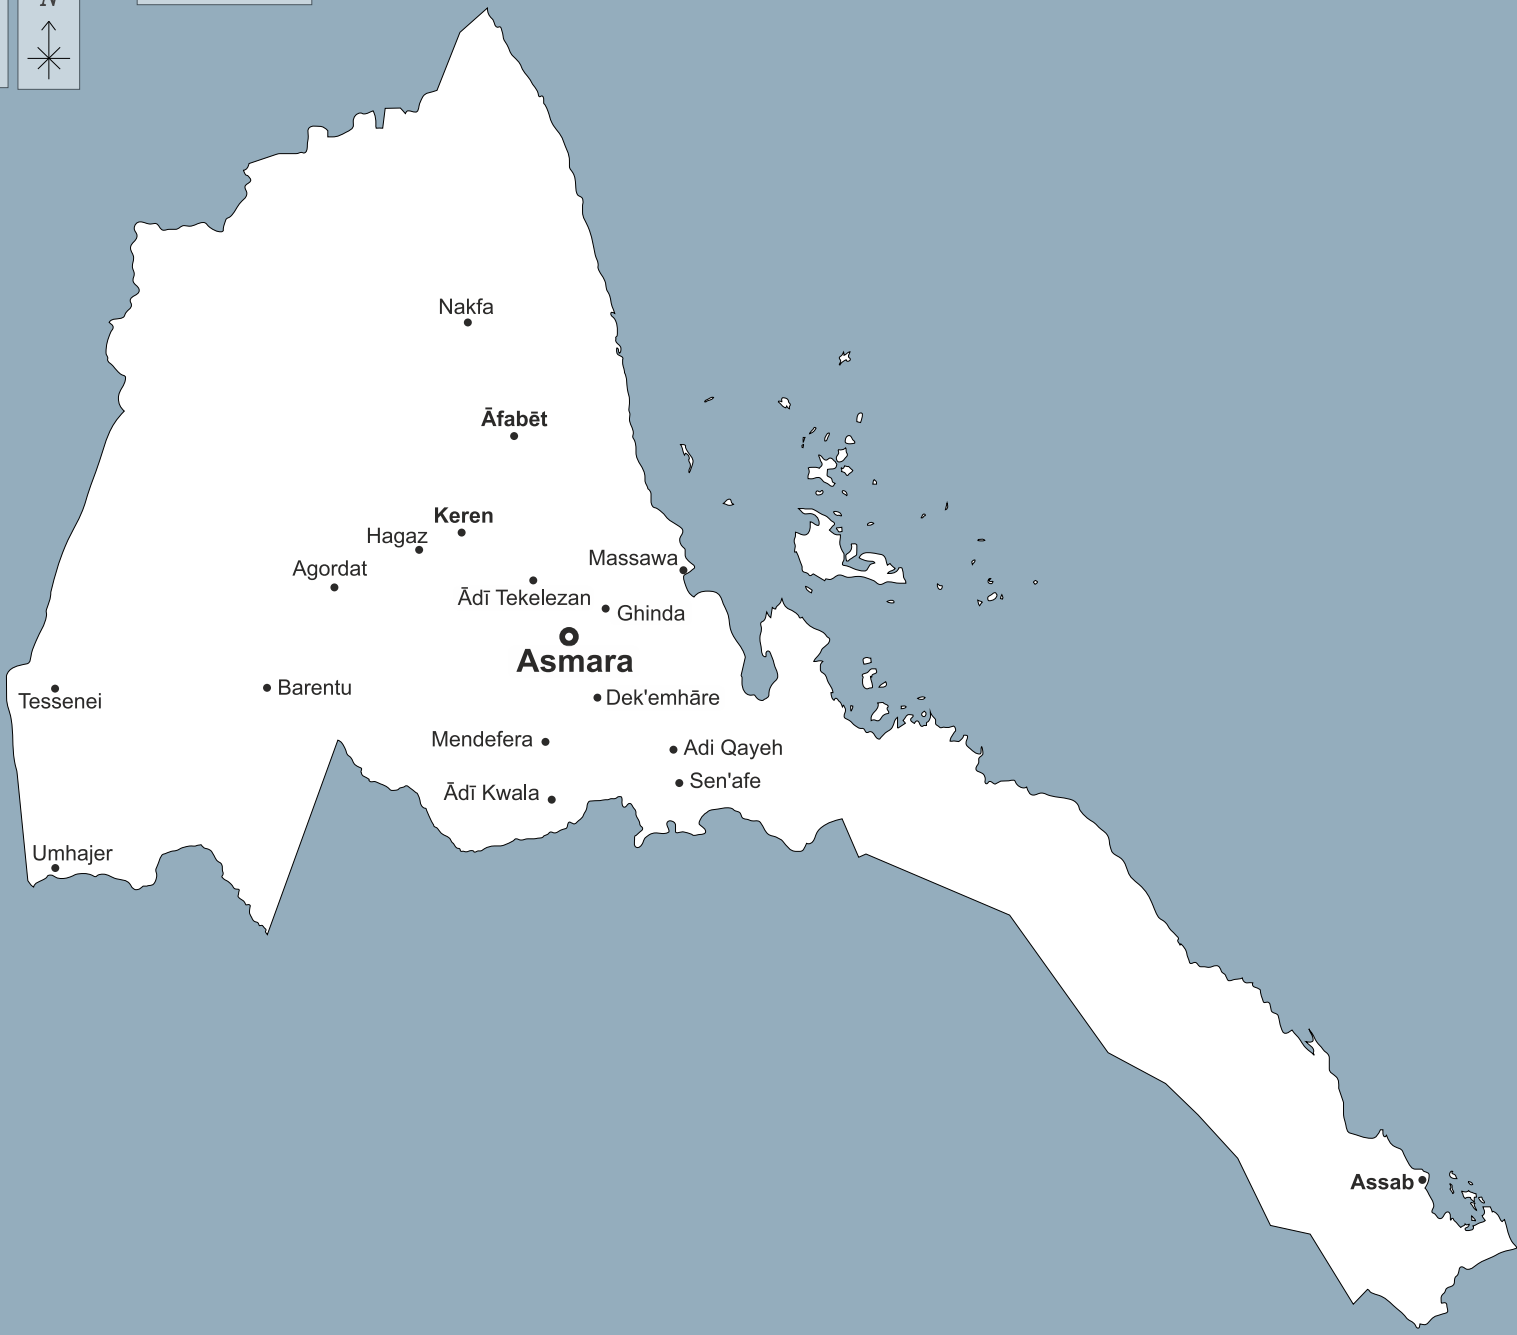 N
Nakfa
Āfabēt
Keren
Hagaz
Massawa
Agordat
Ādī Tekelezan
Ghinda
Asmara
Tessenei
Barentu
Dek'emhāre
Mendefera
Adi Qayeh
Sen'afe
Ādī Kwala
Umhajer
Assab